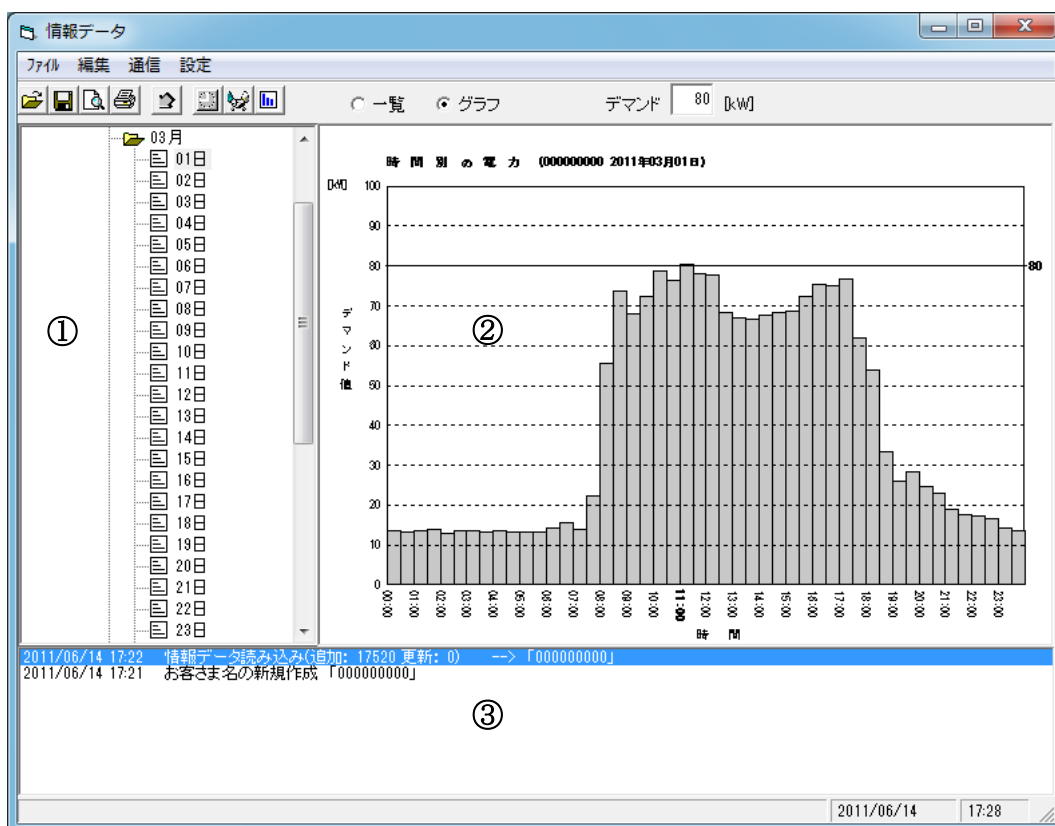 情報データ
ﾌｧｲﾙ 編集 通信 設定
一覧 グラフ デマンド 80 [kW]
03月
01日
02日
03日
04日
05日
06日
07日
08日
09日
10日
11日
12日
13日
14日
15日
16日
17日
18日
19日
20日
21日
22日
23日
①
時間別の電力 (000000000 2011年03月01日)
[kW]
100
90
80
70
60
50
40
30
20
10
0
80
デマンド値
②
00:00 01:00 02:00 03:00 04:00 05:00 06:00 07:00 08:00 09:00 10:00 11:00 12:00 13:00 14:00 15:00 16:00 17:00 18:00 19:00 20:00 21:00 22:00 23:00
時間
2011/06/14 17:22 情報データ読み込み(追加: 17520 更新: 0) --> 「000000000」
2011/06/14 17:21 お客さま名の新規作成 「000000000」
③
2011/06/14 17:28